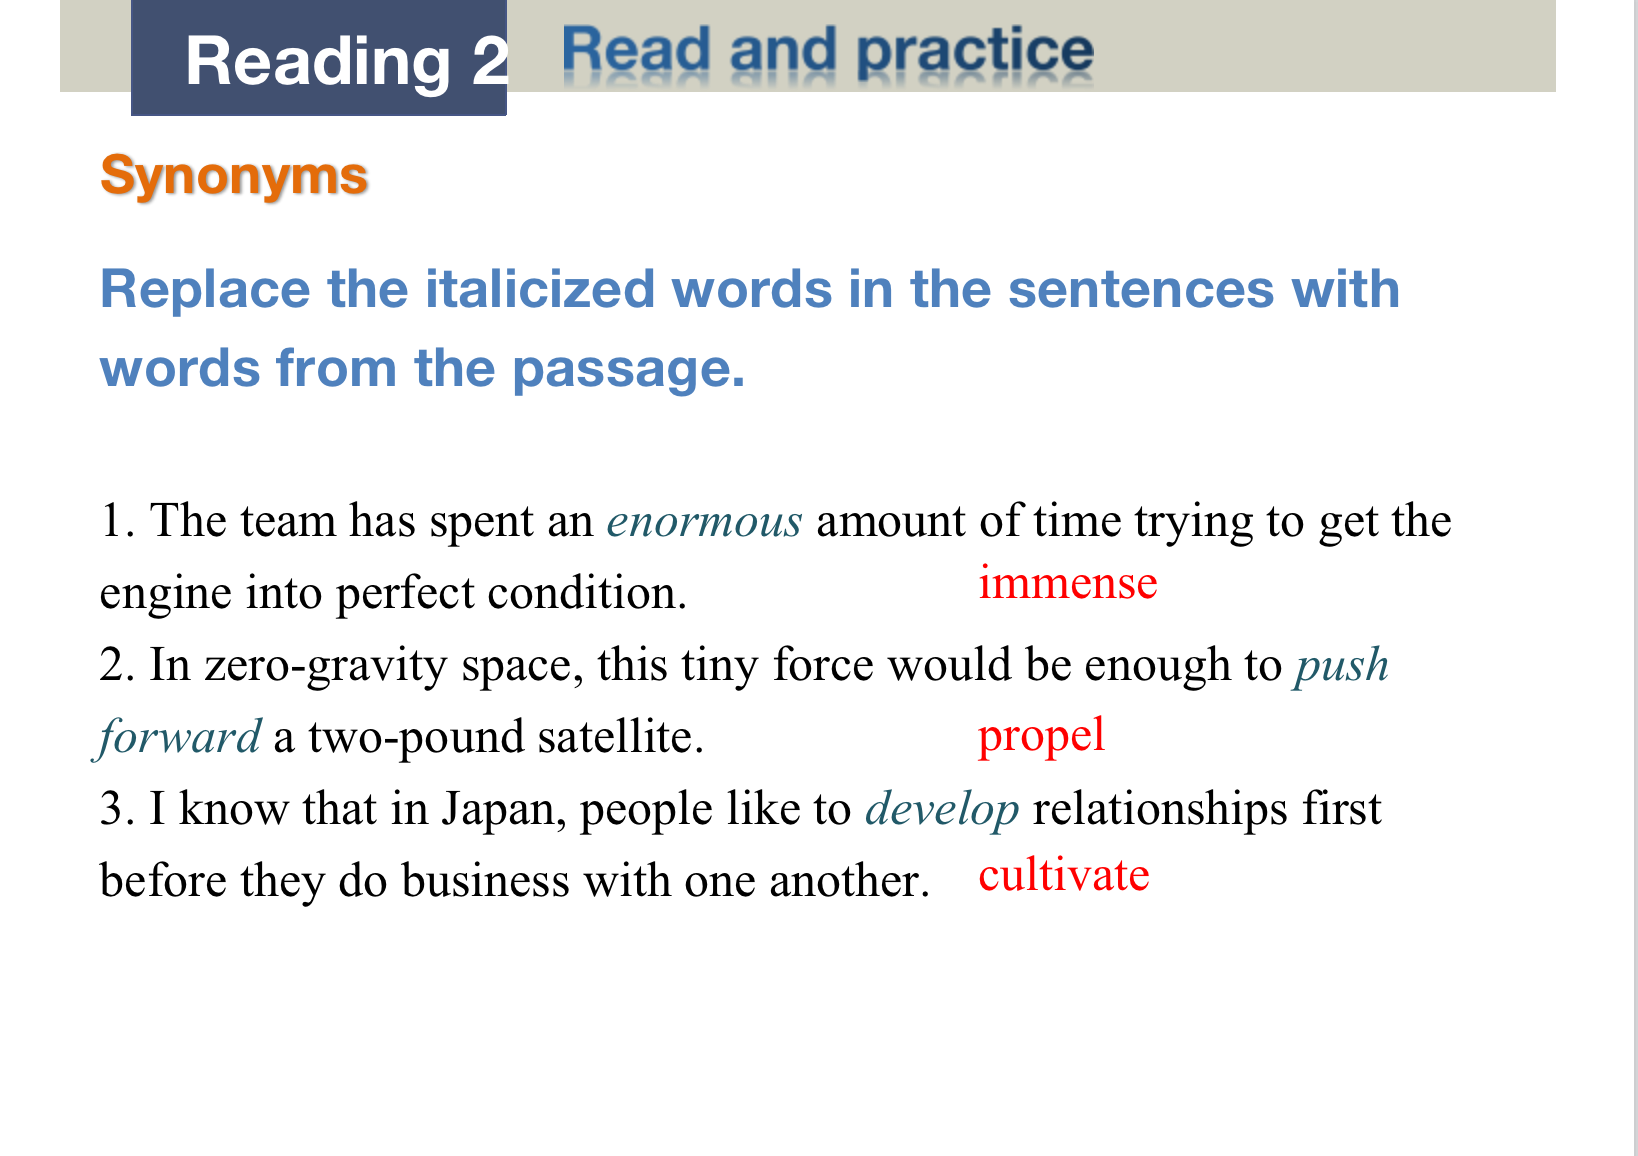 Reading 2 Read and practice
Synonyms
Replace the italicized words in the sentences with
words from the passage.
1. The team has spent an enormous amount of time trying to get the
engine into perfect condition. immense
2. In zero-gravity space, this tiny force would be enough to push
forward a two-pound satellite. propel
3. I know that in Japan, people like to develop relationships first
before they do business with one another. cultivate